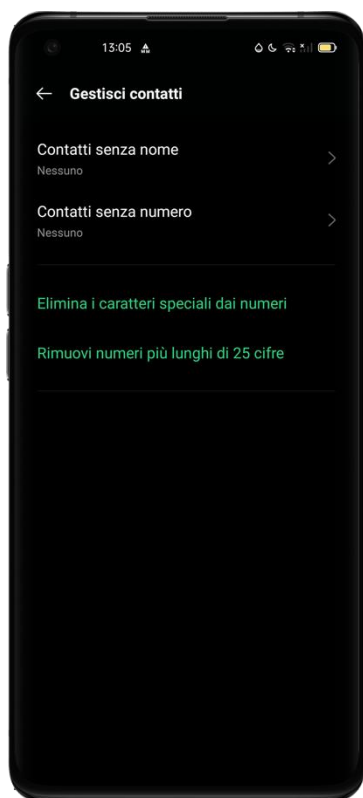 13:05
Gestisci contatti
Contatti senza nome
Nessuno
Contatti senza numero
Nessuno
Elimina i caratteri speciali dai numeri
Rimuovi numeri più lunghi di 25 cifre